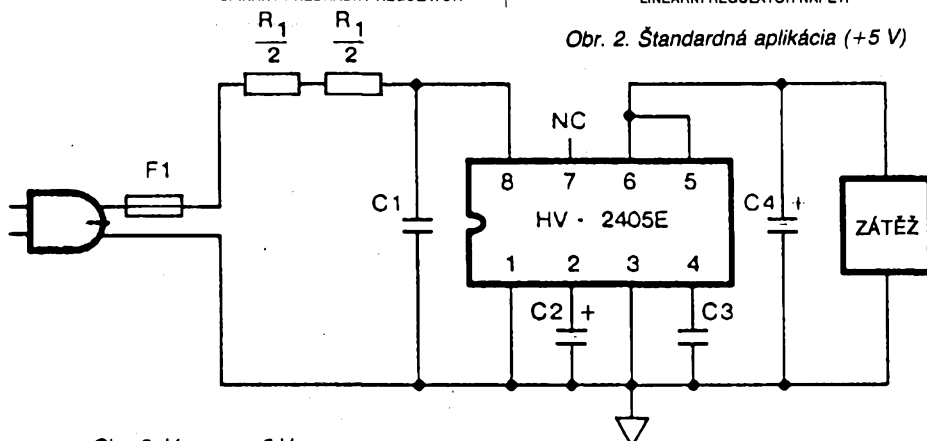 Obr. 2. Štandardná aplikácia (+5 V)
R1
2
R1
2
F1
C1
NC
8 7 6 5
HV - 2405E
1 2 3 4
C2 +
C3
C4 +
ZÁTĚŽ